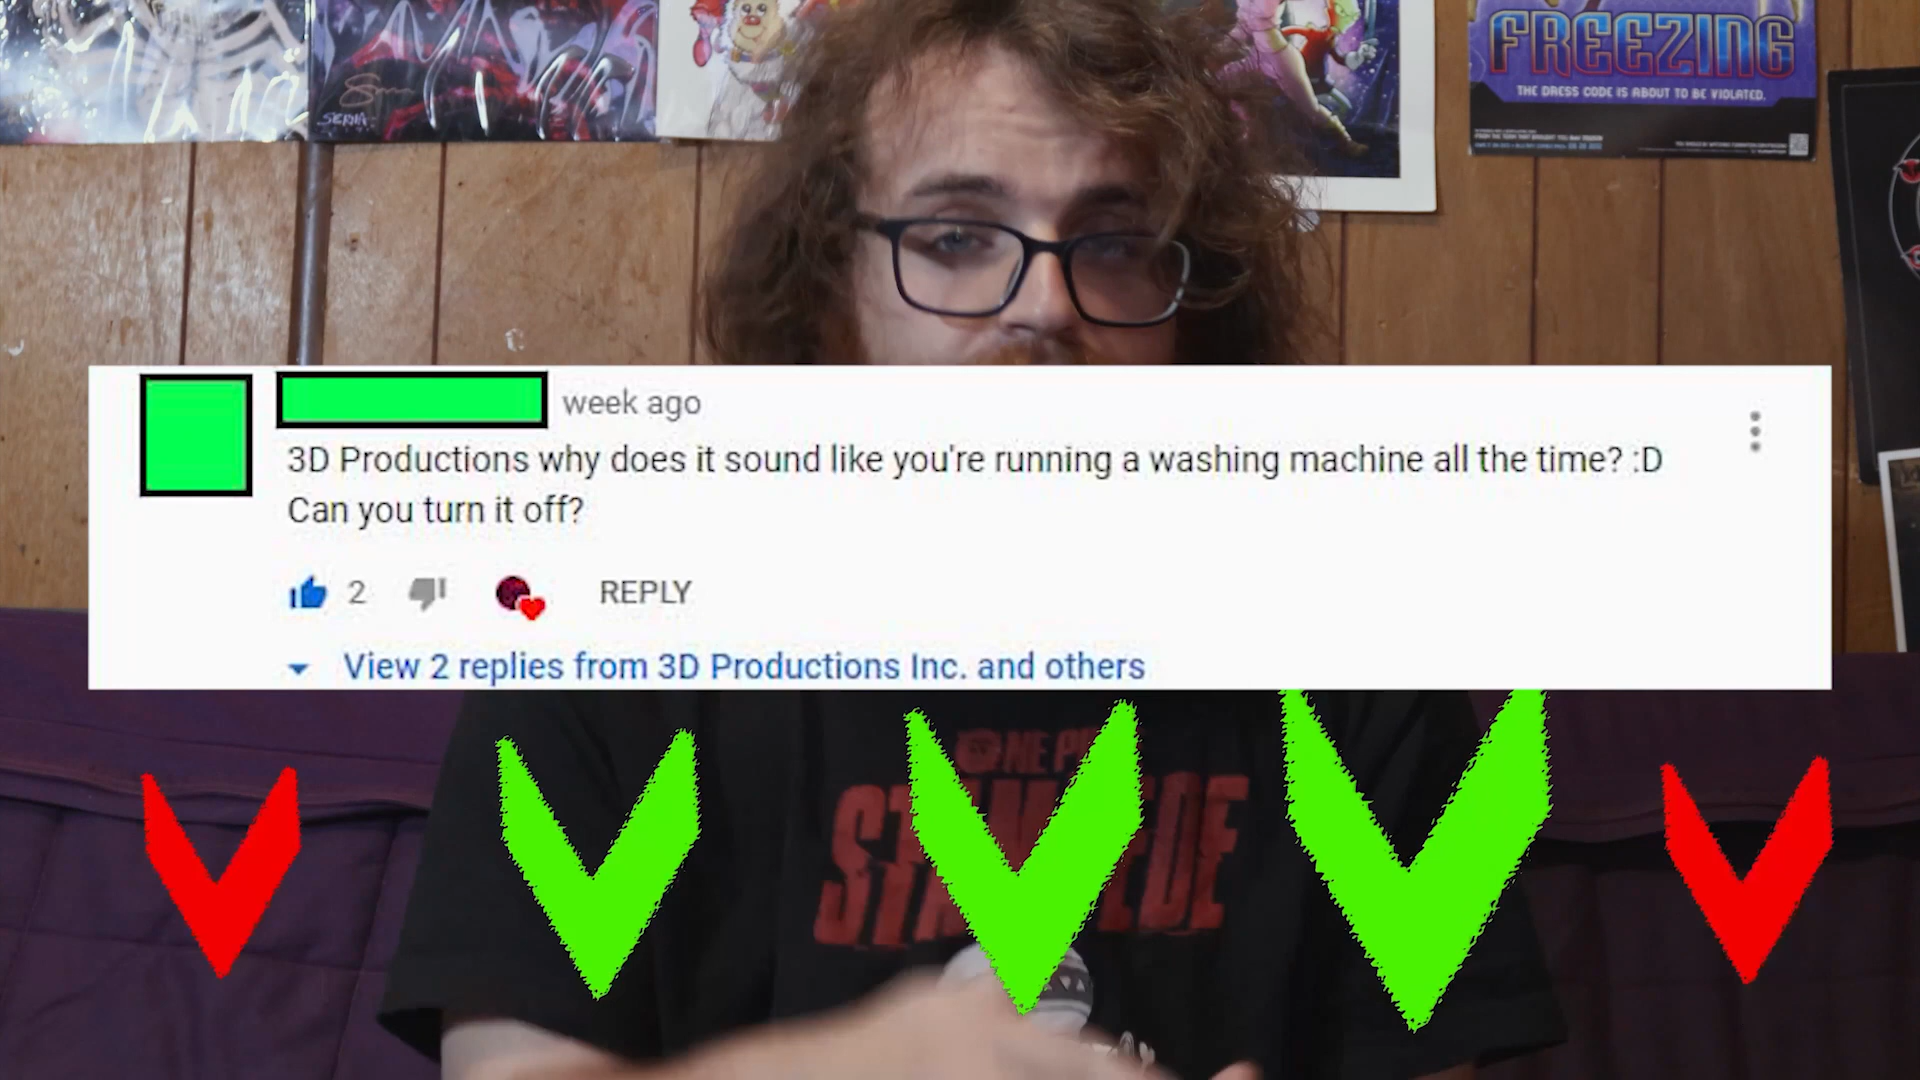 SERNA
FREEZING
THE DRESS CODE IS ABOUT TO BE VIOLATED.
week ago
3D Productions why does it sound like you're running a washing machine all the time? :D
Can you turn it off?
2
REPLY
View 2 replies from 3D Productions Inc. and others